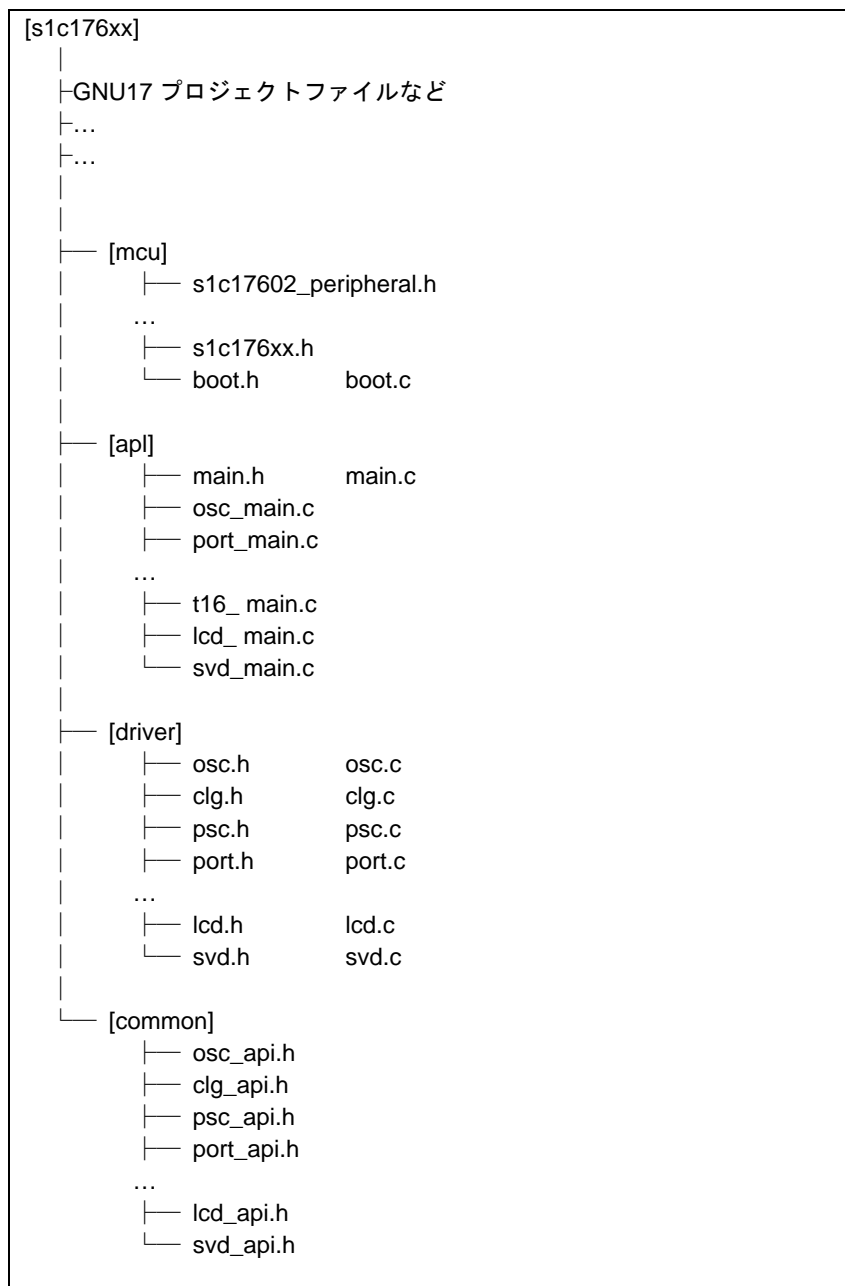 [s1c176xx]
GNU17 プロジェクトファイルなど
…
…
[mcu]
s1c17602_peripheral.h
…
s1c176xx.h
boot.h boot.c
[apl]
main.h main.c
osc_main.c
port_main.c
…
t16_ main.c
lcd_ main.c
svd_main.c
[driver]
osc.h osc.c
clg.h clg.c
psc.h psc.c
port.h port.c
…
lcd.h lcd.c
svd.h svd.c
[common]
osc_api.h
clg_api.h
psc_api.h
port_api.h
…
lcd_api.h
svd_api.h